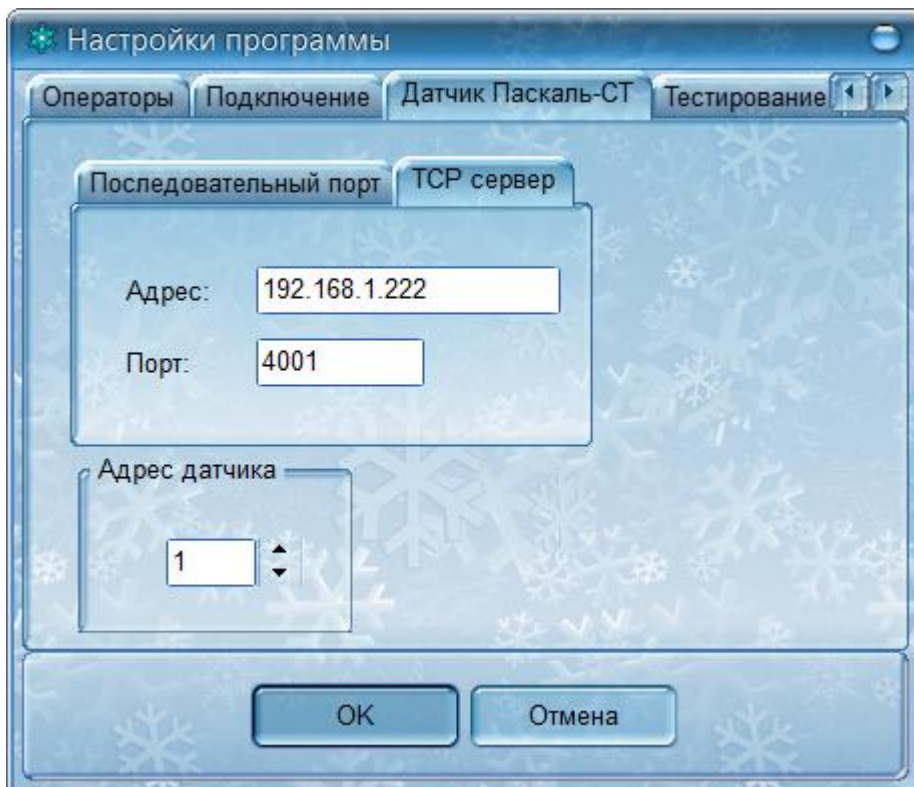 Настройки программы
Операторы Подключение Датчик Паскаль-СТ Тестирование
Последовательный порт TCP сервер
Адрес: 192.168.1.222
Порт: 4001
Адрес датчика
1
OK Отмена